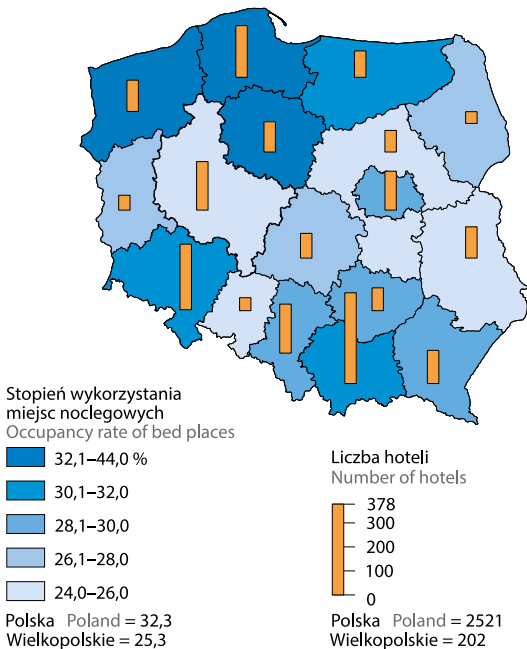 Stopień wykorzystania
miejsc noclegowych
Occupancy rate of bed places
32,1–44,0 %
30,1–32,0
28,1–30,0
26,1–28,0
24,0–26,0
Polska Poland = 32,3
Wielkopolskie = 25,3
Liczba hoteli
Number of hotels
378
300
200
100
0
Polska Poland = 2521
Wielkopolskie = 202